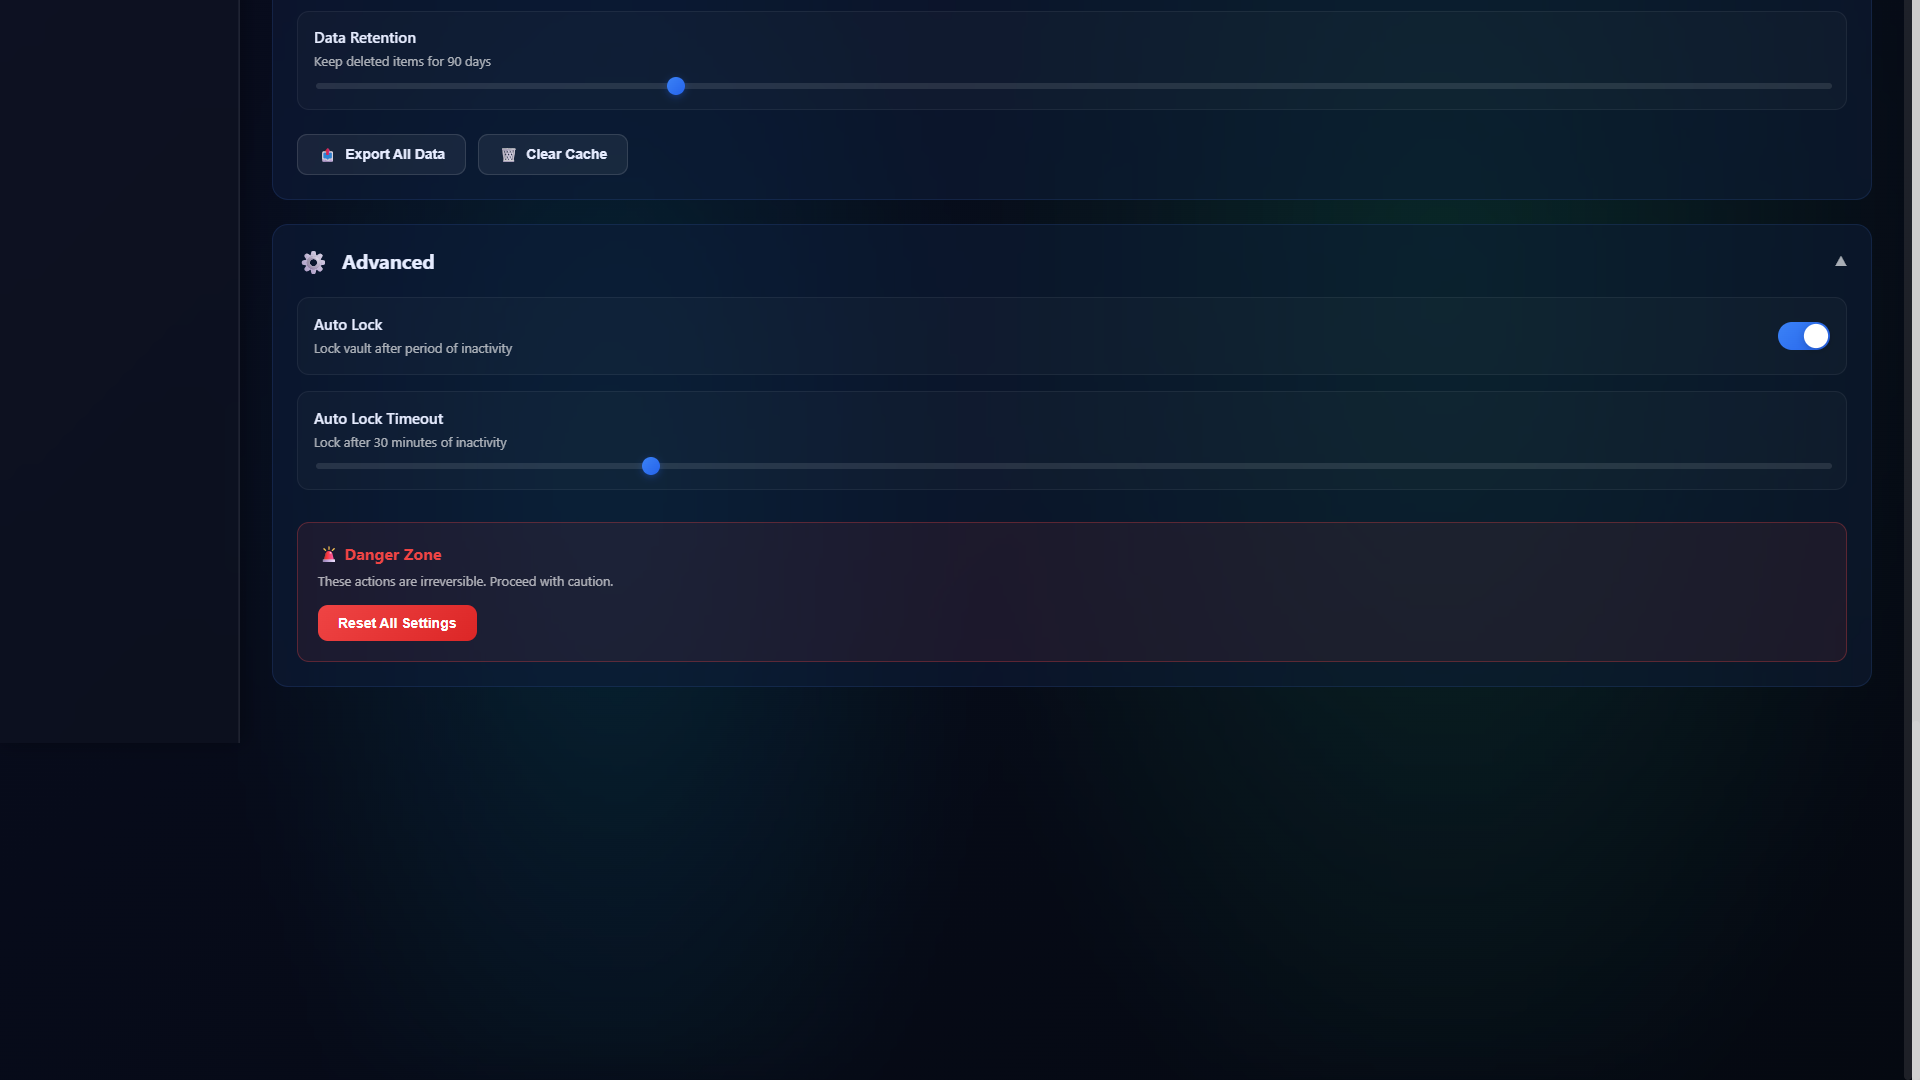 Data Retention
Keep deleted items for 90 days
Export All Data
Clear Cache
Advanced
Auto Lock
Lock vault after period of inactivity
Auto Lock Timeout
Lock after 30 minutes of inactivity
Danger Zone
These actions are irreversible. Proceed with caution.
Reset All Settings